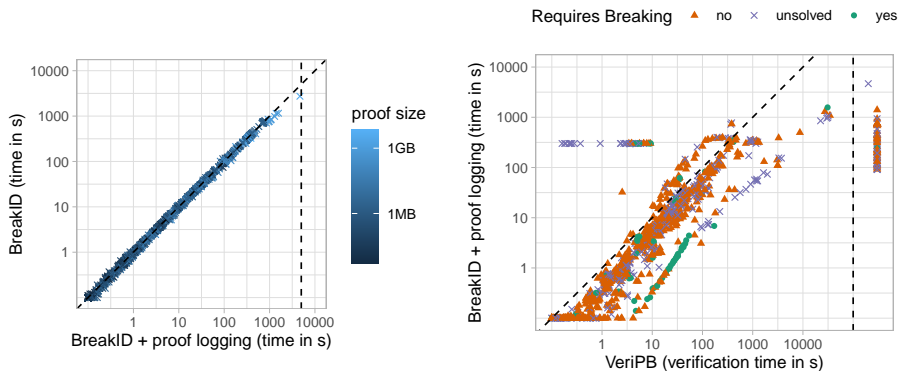 Requires Breaking no unsolved yes
BreakID (time in s)
10000
1000
100
10
1
1 10 100 1000 10000
BreakID + proof logging (time in s)
proof size
1GB
1MB
BreakID + proof logging (time in s)
10000
1000
100
10
1
1 10 100 1000 10000
VeriPB (verification time in s)